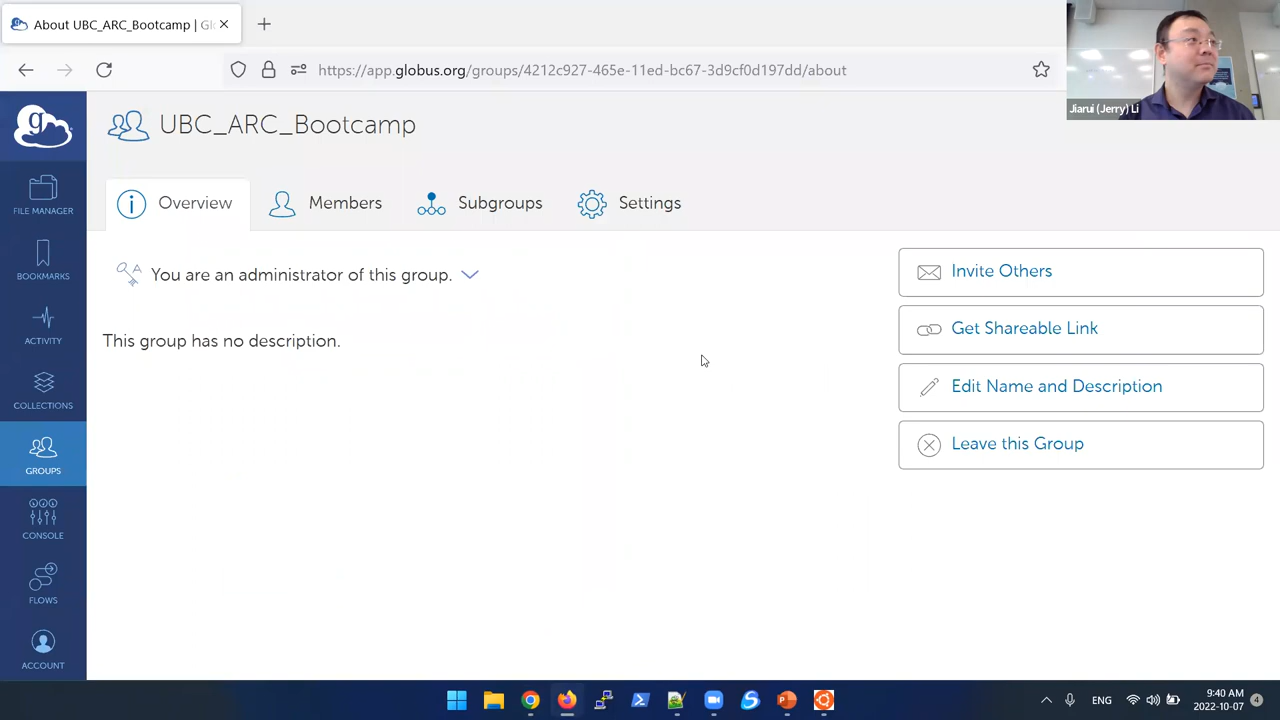 About UBC_ARC_Bootcamp | Glo
https://app.globus.org/groups/4212c927-465e-11ed-bc67-3d9cf0d197dd/about
Jiarui (Jerry) Li
g
UBC_ARC_Bootcamp
FILE MANAGER
BOOKMARKS
ACTIVITY
COLLECTIONS
GROUPS
CONSOLE
FLOWS
ACCOUNT
Overview
Members
Subgroups
Settings
You are an administrator of this group.
This group has no description.
Invite Others
Get Shareable Link
Edit Name and Description
Leave this Group
ENG
9:40 AM
2022-10-07
4